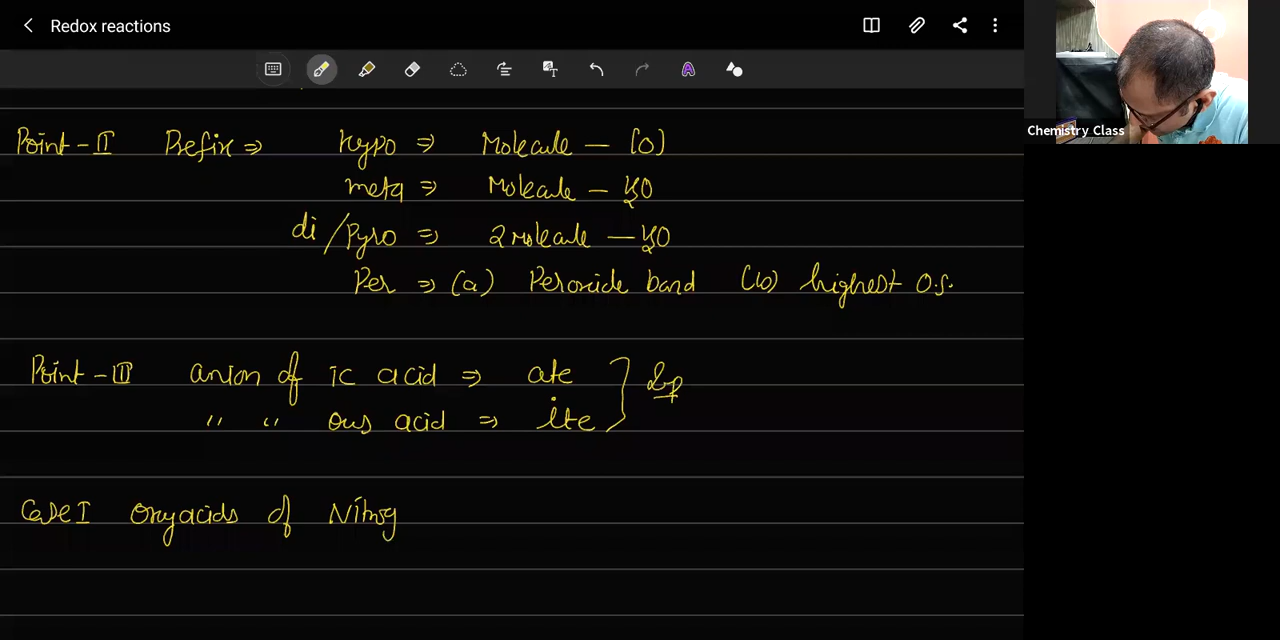 Redox reactions
Chemistry Class
Point-II Prefix ⇒ hypo ⇒ Molecule - [O]
meta ⇒ Molecule - H2O
di/Pyro ⇒ 2 Molecule - H2O
Per ⇒ (a) Peroxide band (b) highest O.S.
Point-III anion of ic acid ⇒ ate
" " ous acid ⇒ ite
Case I oxyacids of Nitrog